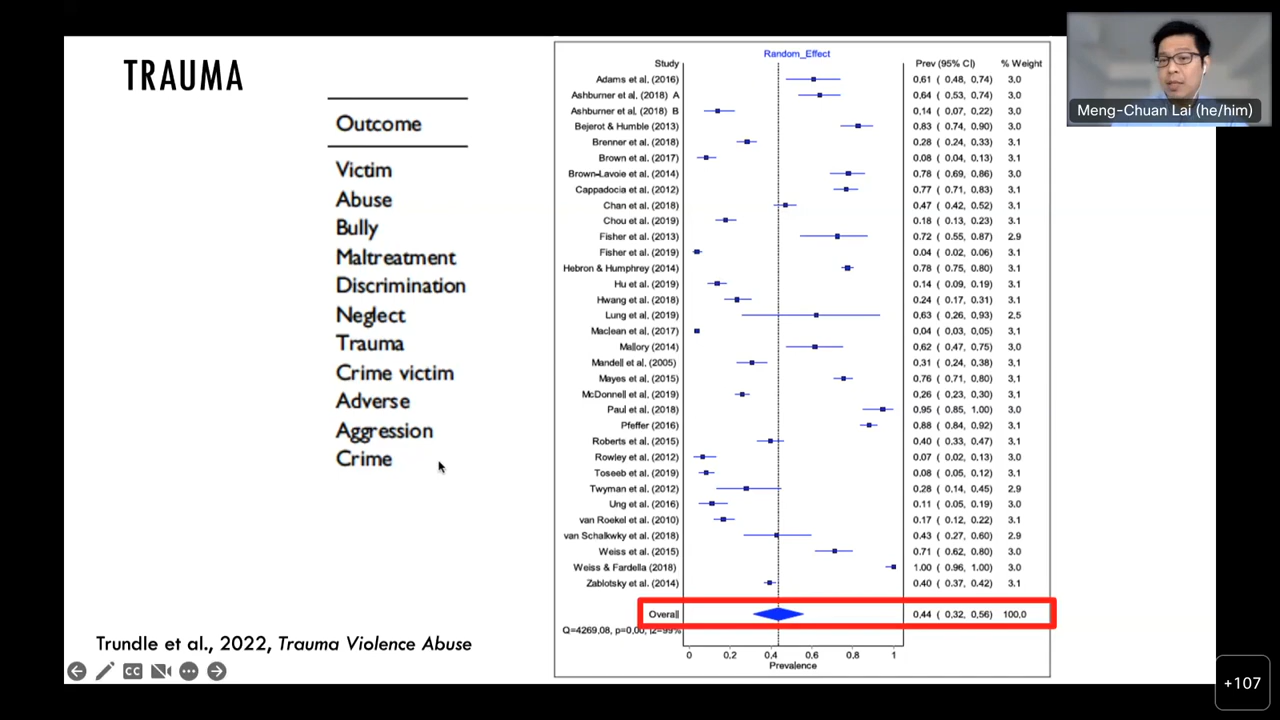 TRAUMA
Outcome
Victim
Abuse
Bully
Maltreatment
Discrimination
Neglect
Trauma
Crime victim
Adverse
Aggression
Crime
Trundle et al., 2022, Trauma Violence Abuse
CC
Random_Effect
Study Prev (95% CI) % Weight
Adams et al. (2016) 0,61 ( 0,48, 0,74) 3,0
Ashburner et al. (2018) A 0,64 ( 0,53, 0,74) 3,0
Ashburner et al. (2018) B 0,14 ( 0,07, 0,22) 3,0
Bejerot & Humble (2013) 0,83 ( 0,74, 0,90) 3,0
Brenner et al. (2018) 0,28 ( 0,24, 0,33) 3,1
Brown et al. (2017) 0,08 ( 0,04, 0,13) 3,1
Brown-Lavoie et al. (2014) 0,78 ( 0,69, 0,86) 3,0
Cappadocia et al. (2012) 0,77 ( 0,71, 0,83) 3,1
Chan et al. (2018) 0,47 ( 0,42, 0,52) 3,1
Chou et al. (2019) 0,18 ( 0,13, 0,23) 3,1
Fisher et al. (2013) 0,72 ( 0,55, 0,87) 2,9
Fisher et al. (2019) 0,04 ( 0,02, 0,06) 3,1
Hebron & Humphrey (2014) 0,78 ( 0,75, 0,80) 3,1
Hu et al. (2019) 0,14 ( 0,09, 0,19) 3,1
Hwang et al. (2018) 0,24 ( 0,17, 0,31) 3,1
Lung et al. (2019) 0,63 ( 0,26, 0,93) 2,5
Maclean et al. (2017) 0,04 ( 0,03, 0,05) 3,1
Mallory (2014) 0,62 ( 0,47, 0,75) 3,0
Mandell et al. (2005) 0,31 ( 0,24, 0,38) 3,1
Mayes et al. (2015) 0,76 ( 0,71, 0,80) 3,1
McDonnell et al. (2019) 0,26 ( 0,23, 0,30) 3,1
Paul et al. (2018) 0,95 ( 0,85, 1,00) 3,0
Pfeffer (2016) 0,88 ( 0,84, 0,92) 3,1
Roberts et al. (2015) 0,40 ( 0,33, 0,47) 3,1
Rowley et al. (2012) 0,07 ( 0,02, 0,13) 3,0
Toseeb et al. (2019) 0,08 ( 0,05, 0,12) 3,1
Twyman et al. (2012) 0,28 ( 0,14, 0,45) 2,9
Ung et al. (2016) 0,11 ( 0,05, 0,19) 3,0
van Roekel et al. (2010) 0,17 ( 0,12, 0,22) 3,1
van Schalkwky et al. (2018) 0,43 ( 0,27, 0,60) 2,9
Weiss et al. (2015) 0,71 ( 0,62, 0,80) 3,0
Weiss & Fardella (2018) 1,00 ( 0,96, 1,00) 3,0
Zablotsky et al. (2014) 0,40 ( 0,37, 0,42) 3,1
Overall 0,44 ( 0,32, 0,56) 100,0
Q=4269,08, p=0,00, I2=99%
0 0,2 0,4 0,6 0,8 1
Prevalence
Meng-Chuan Lai (he/him)
+107